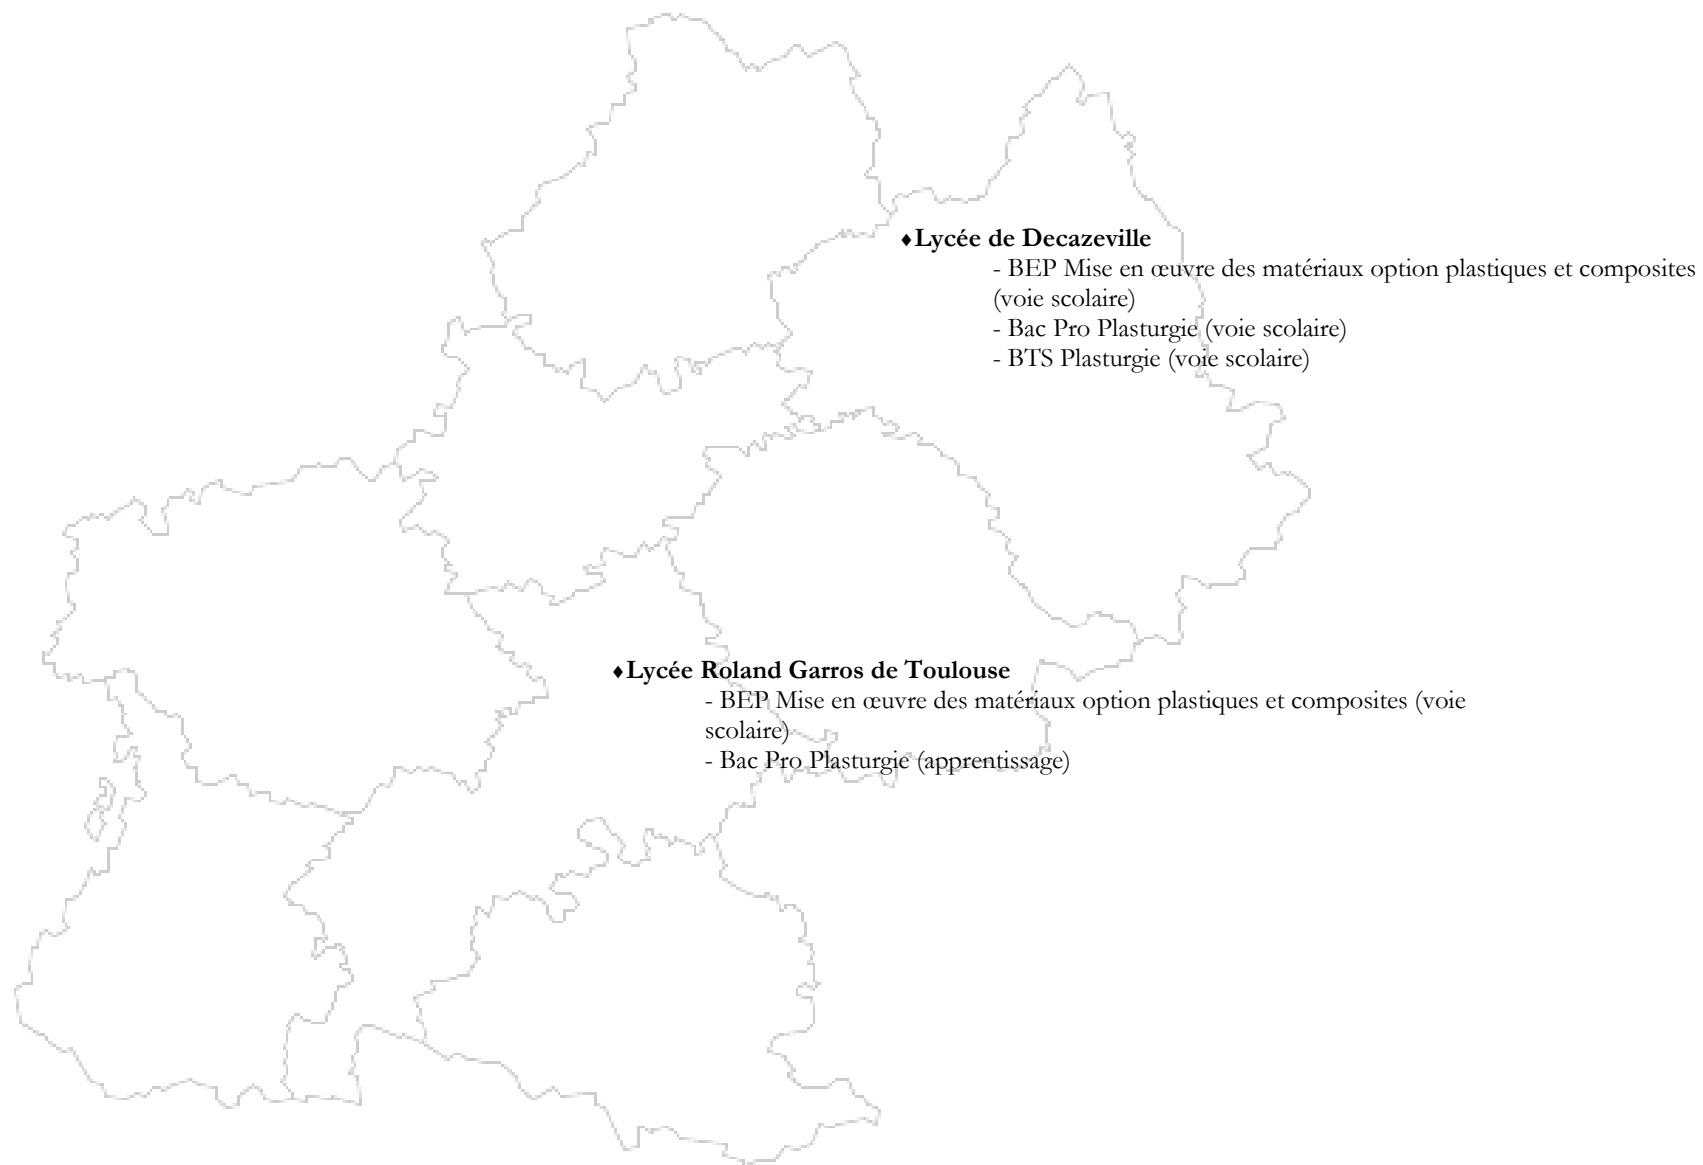 ♦Lycée de Decazeville
- BEP Mise en œuvre des matériaux option plastiques et composites
(voie scolaire)
- Bac Pro Plasturgie (voie scolaire)
- BTS Plasturgie (voie scolaire)
♦Lycée Roland Garros de Toulouse
- BEP Mise en œuvre des matériaux option plastiques et composites (voie
scolaire)
- Bac Pro Plasturgie (apprentissage)